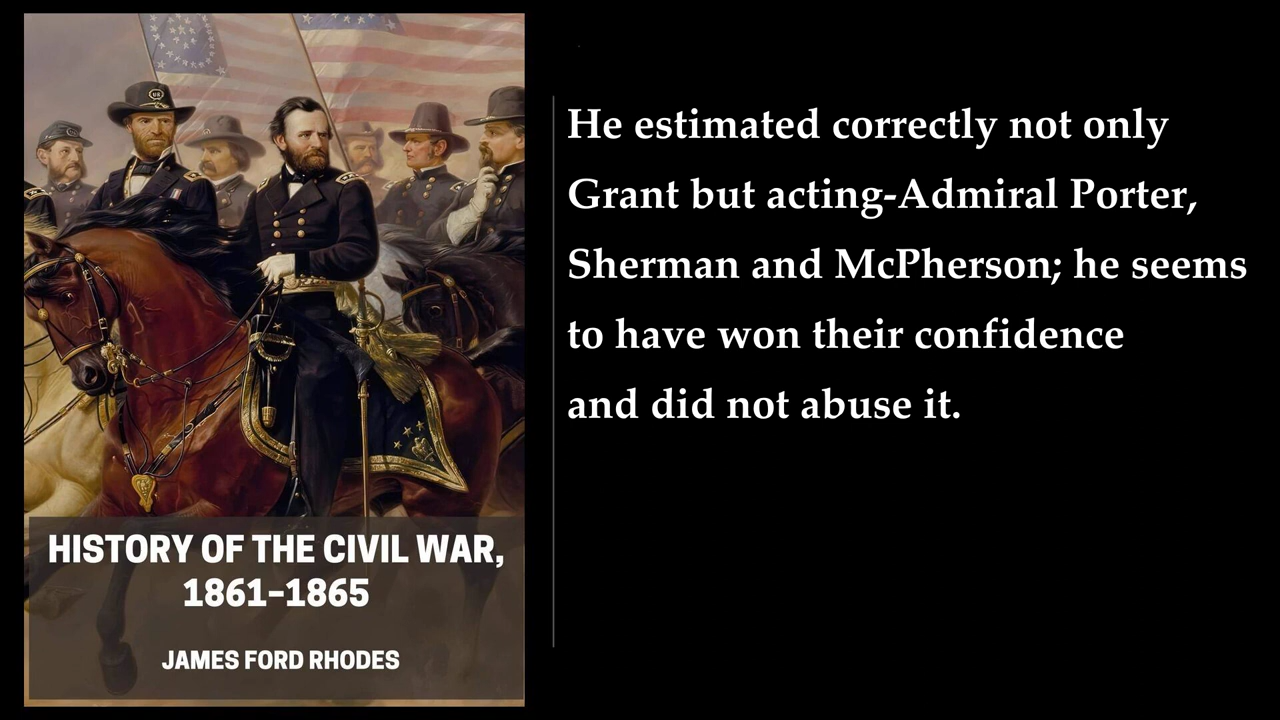 He estimated correctly not only
Grant but acting-Admiral Porter,
Sherman and McPherson; he seems
to have won their confidence
and did not abuse it.
HISTORY OF THE CIVIL WAR,
1861–1865
JAMES FORD RHODES